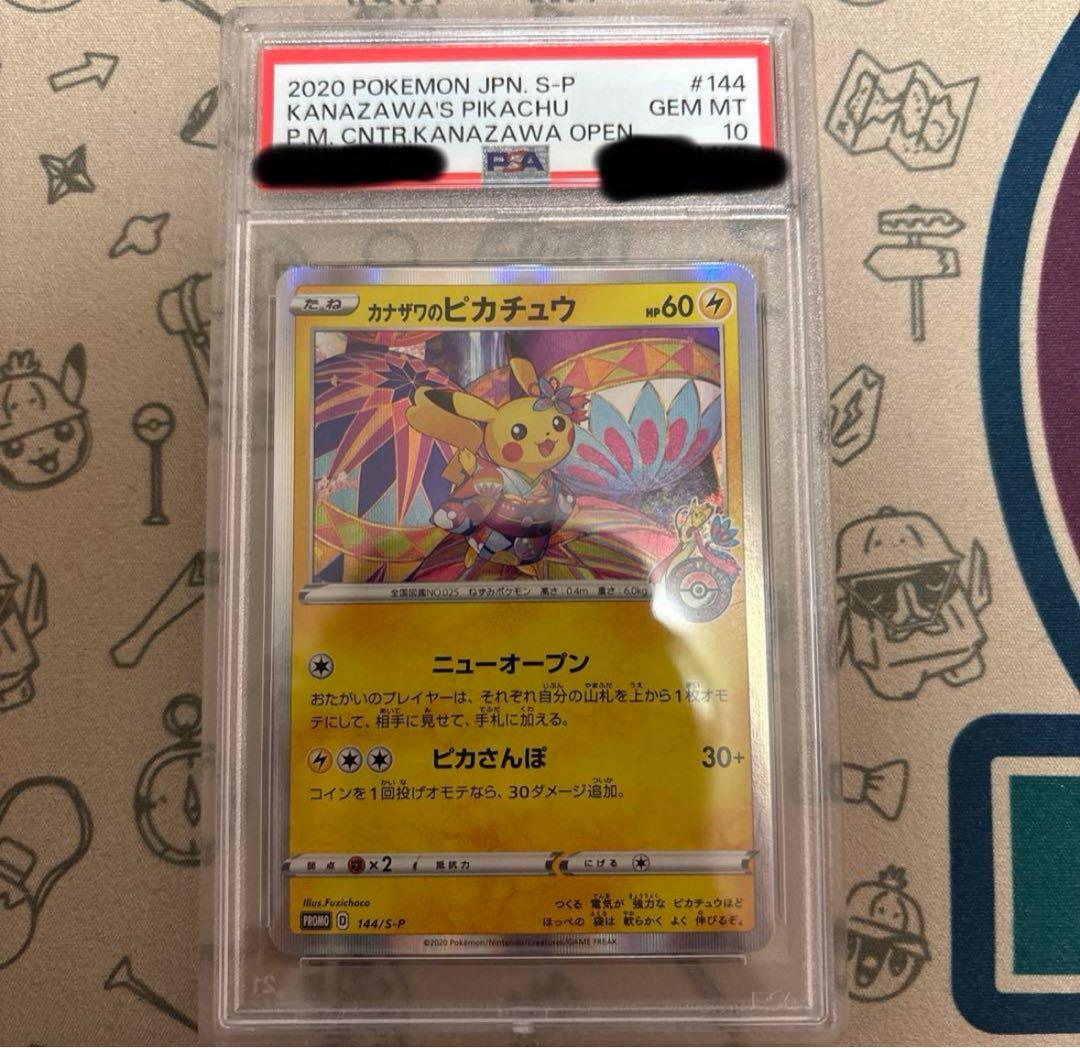 2020 POKEMON JPN. S-P #144
KANAZAWA'S PIKACHU GEM MT
P.M. CNTR.KANAZAWA OPEN 10
PSA
たね カナザワのピカチュウ HP60
全国図鑑NO.025 ねずみポケモン 高さ:0.4m 重さ:6.0kg
ニューオープン
おたがいのプレイヤーは、それぞれ自分の山札を上から1枚オモ
テにして、相手に見せて、手札に加える。
ピカさんぽ 30+
コインを1回投げオモテなら、30ダメージ追加。
弱点 ×2 抵抗力 にげる
Illus.Fuzichoco
つくる 電気が 強力な ピカチュウほど
ほっぺの 袋は 軟らかく よく 伸びるぞ。
PROMO D 144/S-P
©2020 Pokémon/Nintendo/Creatures/GAME FREAK.